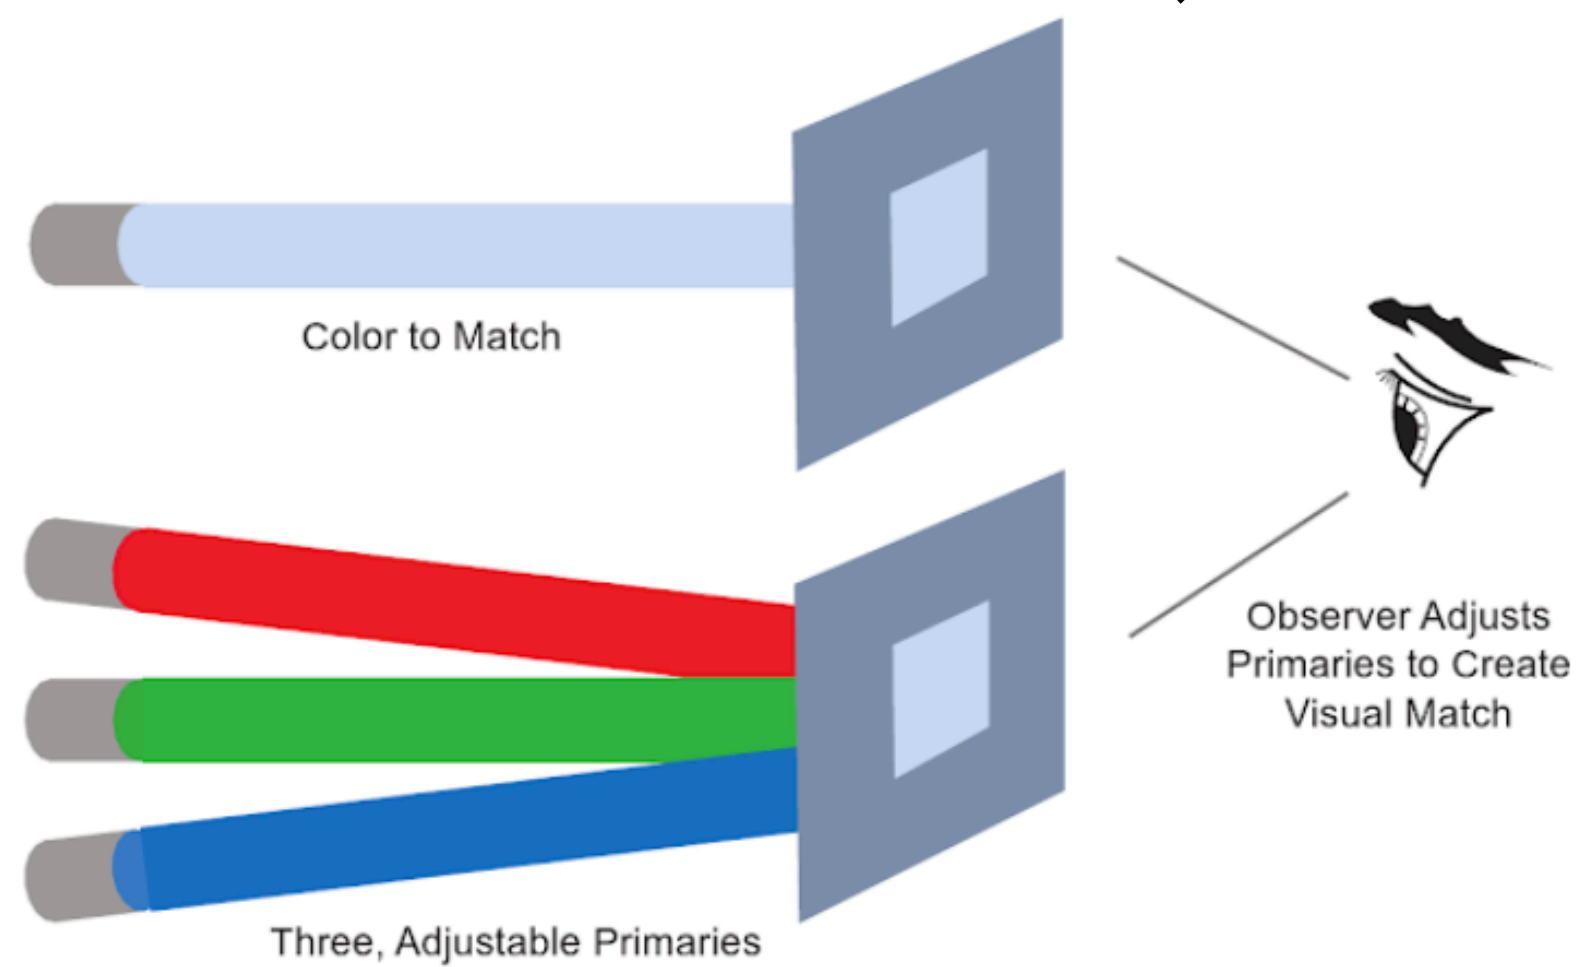 Color to Match
Observer Adjusts
Primaries to Create
Visual Match
Three, Adjustable Primaries